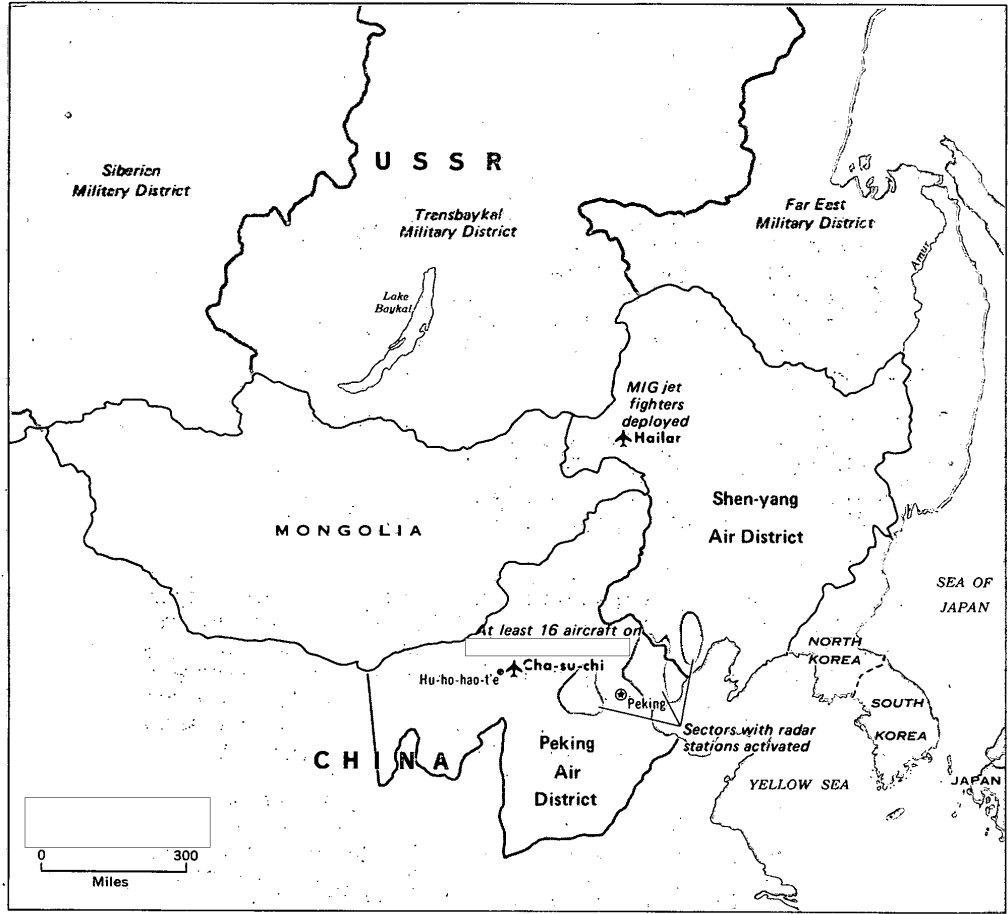 USSR
Siberian
Military District
Transbaykal
Military District
Far East
Military District
Amur
Lake
Baykal
MIG jet
fighters
deployed
Hailar
Shen-yang
Air District
MONGOLIA
SEA OF
JAPAN
At least 16 aircraft on
Cha-su-chi
Hu-ho-hao-t'e
NORTH
KOREA
Peking
SOUTH
KOREA
Sectors with radar
stations activated
Peking
Air
District
CHINA
YELLOW SEA
JAPAN
0 300
Miles